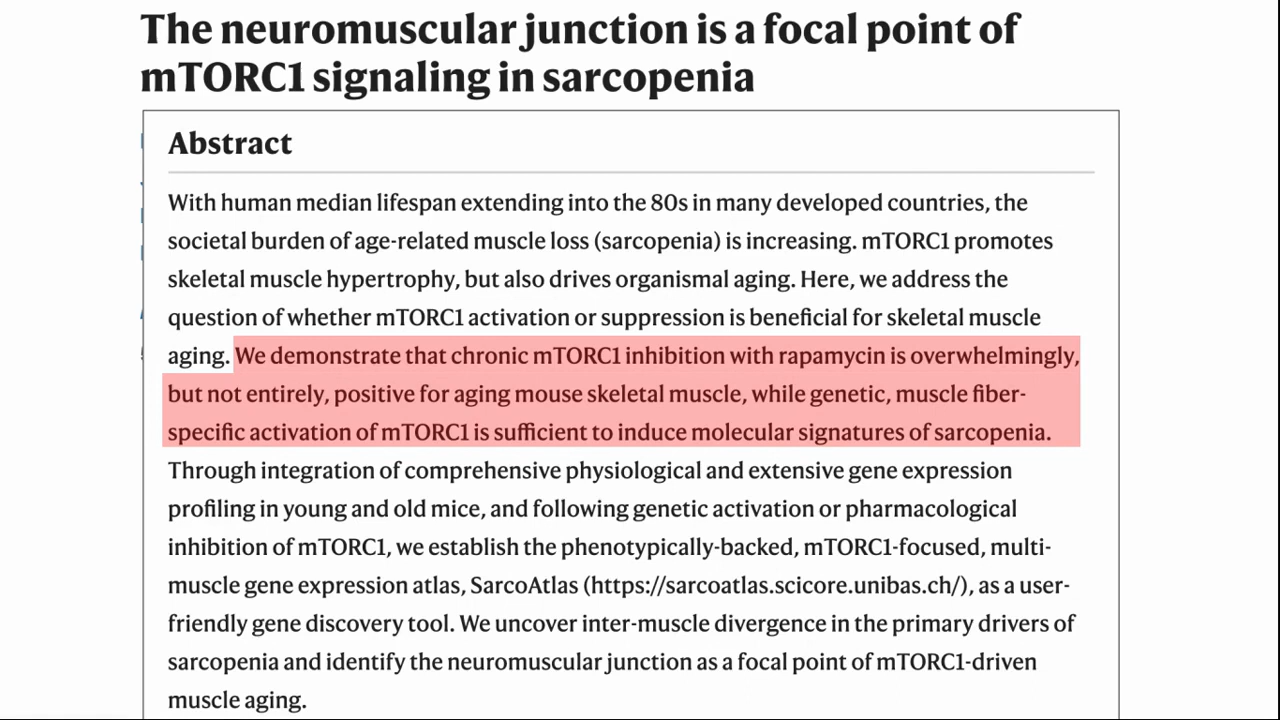 The neuromuscular junction is a focal point of
mTORC1 signaling in sarcopenia
Abstract
With human median lifespan extending into the 80s in many developed countries, the
societal burden of age-related muscle loss (sarcopenia) is increasing. mTORC1 promotes
skeletal muscle hypertrophy, but also drives organismal aging. Here, we address the
question of whether mTORC1 activation or suppression is beneficial for skeletal muscle
aging. We demonstrate that chronic mTORC1 inhibition with rapamycin is overwhelmingly,
but not entirely, positive for aging mouse skeletal muscle, while genetic, muscle fiber-
specific activation of mTORC1 is sufficient to induce molecular signatures of sarcopenia.
Through integration of comprehensive physiological and extensive gene expression
profiling in young and old mice, and following genetic activation or pharmacological
inhibition of mTORC1, we establish the phenotypically-backed, mTORC1-focused, multi-
muscle gene expression atlas, SarcoAtlas (https://sarcoatlas.scicore.unibas.ch/), as a user-
friendly gene discovery tool. We uncover inter-muscle divergence in the primary drivers of
sarcopenia and identify the neuromuscular junction as a focal point of mTORC1-driven
muscle aging.